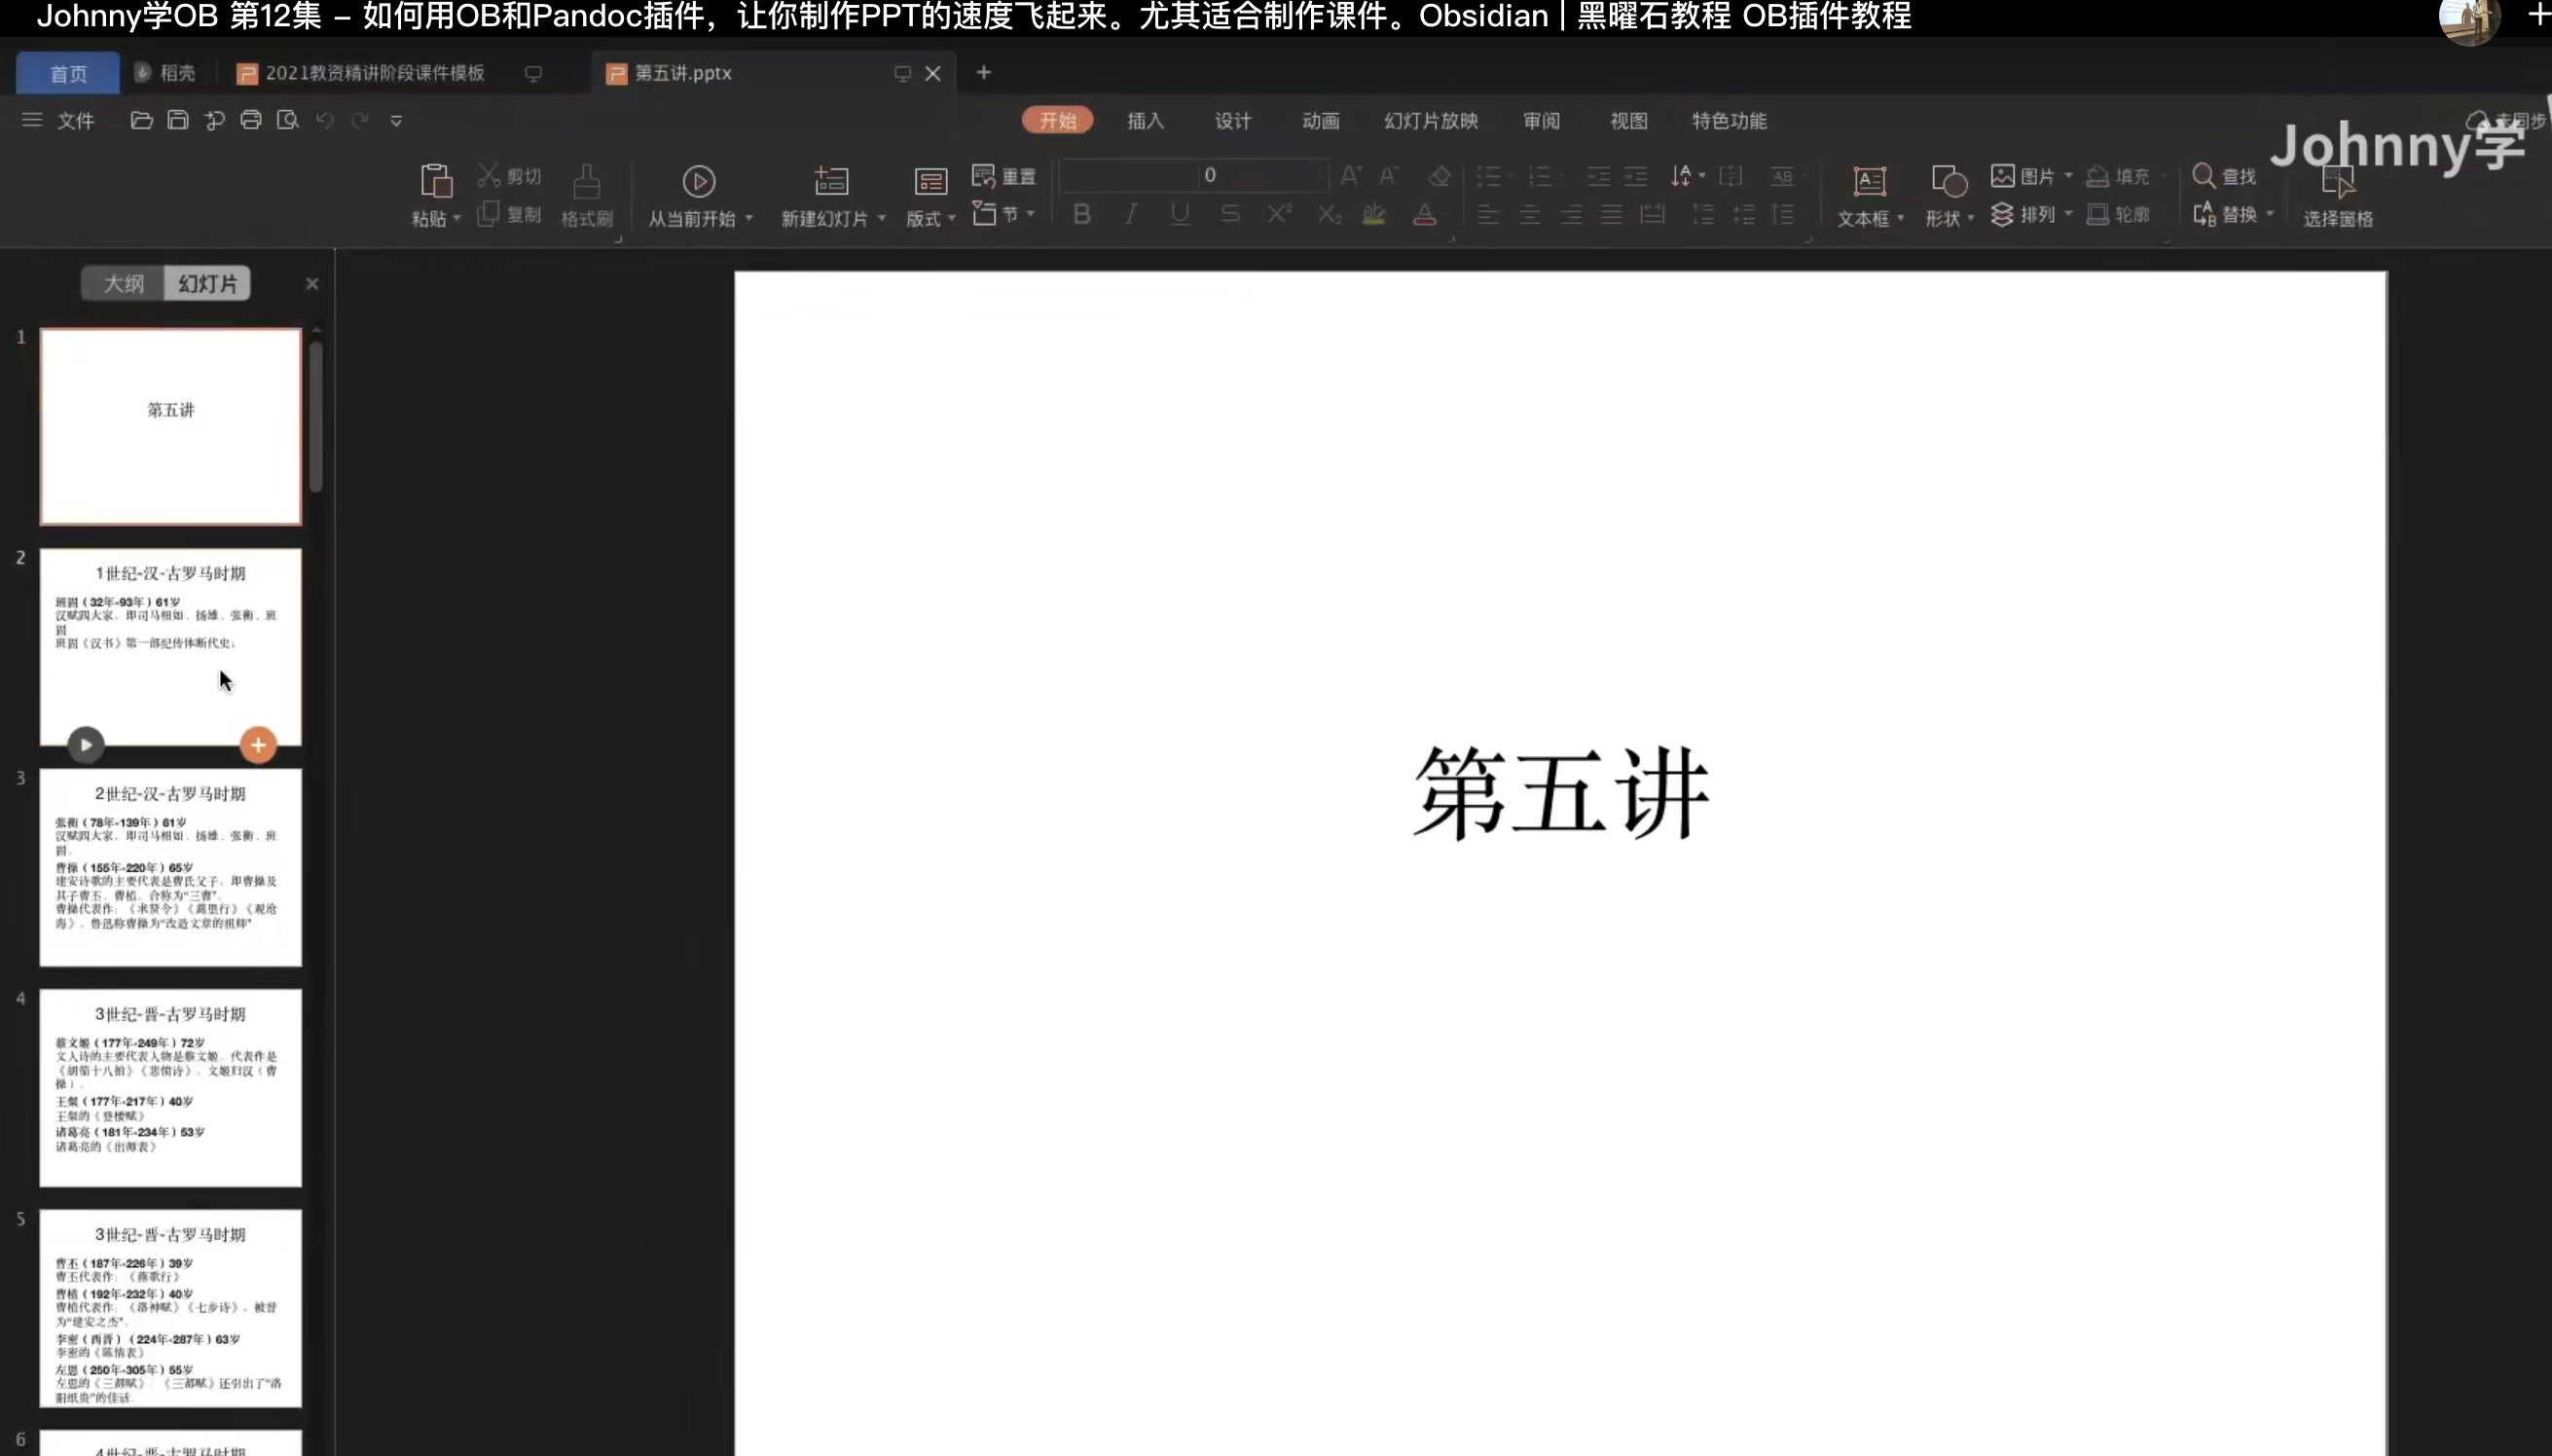 Johnny学OB 第12集 – 如何用OB和Pandoc插件，让你制作PPT的速度飞起来。尤其适合制作课件。Obsidian | 黑曜石教程 OB插件教程
首页 稻壳 2021教资精讲阶段课件模板 第五讲.pptx
文件 开始 插入 设计 动画 幻灯片放映 审阅 视图 特色功能 未同步
Johnny学
剪切 重置 0 图片 填充 查找
粘贴 复制 格式刷 从当前开始 新建幻灯片 版式 节 文本框 形状 排列 轮廓 替换 选择窗格
大纲 幻灯片
1
第五讲
2
1世纪-汉-古罗马时期
班固（32年-93年）61岁
汉赋四大家，即司马相如、扬雄、张衡、班
固
班固《汉书》第一部纪传体断代史；
3
2世纪-汉-古罗马时期
张衡（78年-139年）61岁
汉赋四大家，即司马相如、扬雄、张衡、班
固。
曹操（155年-220年）65岁
建安诗歌的主要代表是曹氏父子，即曹操及
其子曹丕、曹植，合称为“三曹”。
曹操代表作：《求贤令》《蒿里行》《观沧
海》。鲁迅称曹操为“改造文章的祖师”
4
3世纪-晋-古罗马时期
蔡文姬（177年-249年）72岁
文人诗的主要代表人物是蔡文姬。代表作是
《胡笳十八拍》《悲愤诗》。文姬归汉（曹
操）。
王粲（177年-217年）40岁
王粲的《登楼赋》
诸葛亮（181年-234年）53岁
诸葛亮的《出师表》
5
3世纪-晋-古罗马时期
曹丕（187年-226年）39岁
曹丕代表作：《燕歌行》
曹植（192年-232年）40岁
曹植代表作：《洛神赋》《七步诗》。被誉
为“建安之杰”。
李密（西晋）（224年-287年）63岁
李密的《陈情表》
左思（250年-305年）55岁
左思的《三都赋》。《三都赋》还引出了“洛
阳纸贵”的佳话。
6
4世纪-晋-古罗马时期
第五讲